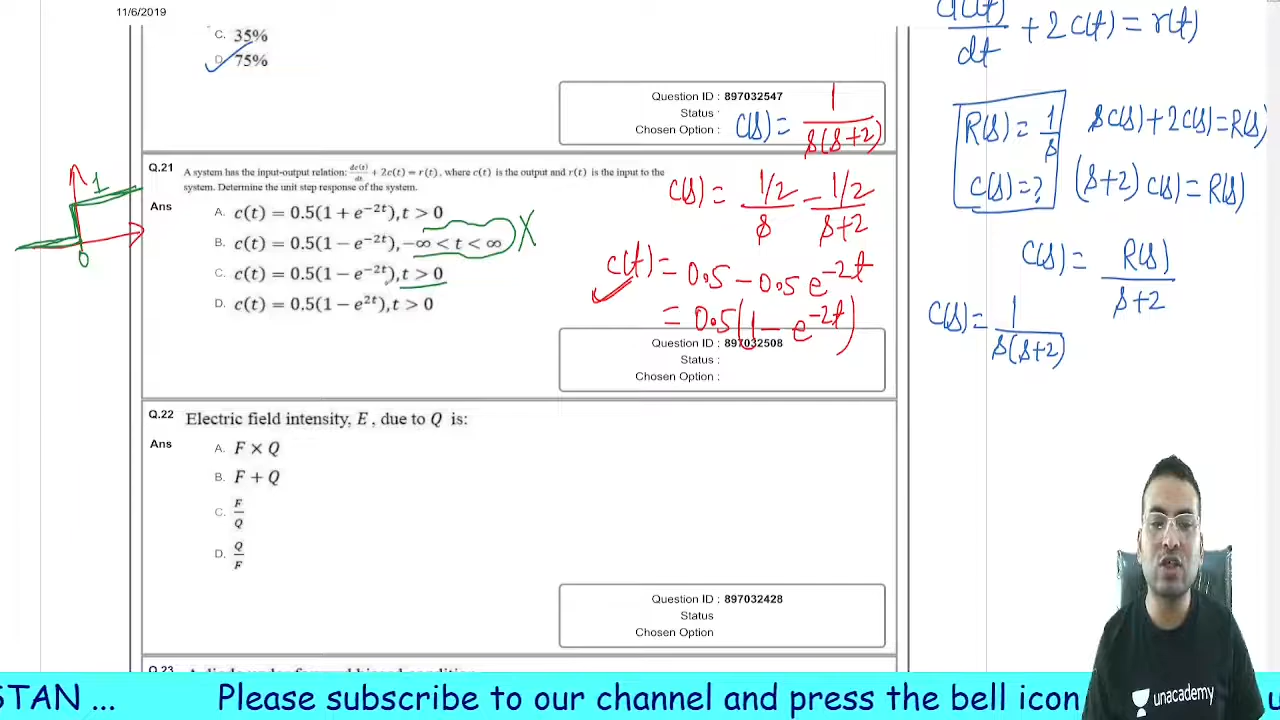 11/6/2019
C. 35%
D. 75%
Question ID : 897032547
Status :
Chosen Option :
C(s) = 1/s(s+2)
Q.21 A system has the input-output relation: dc(t)/dt + 2c(t) = r(t), where c(t) is the output and r(t) is the input to the
system. Determine the unit step response of the system.
Ans
A. c(t) = 0.5(1 + e^{-2t}), t > 0
B. c(t) = 0.5(1 − e^{-2t}), −∞ < t < ∞
C. c(t) = 0.5(1 − e^{-2t}), t > 0
D. c(t) = 0.5(1 − e^{2t}), t > 0
1
0
X
C(s) = 1/2/s − 1/2/s+2
c(t) = 0.5 − 0.5 e^{-2t}
= 0.5(1 − e^{-2t})
Question ID : 897032508
Status :
Chosen Option :
Q.22 Electric field intensity, E , due to Q is:
Ans
A. F × Q
B. F + Q
C. F/Q
D. Q/F
Question ID : 897032428
Status
Chosen Option
Q.23
dt + 2c(t) = r(t)
R(s) = 1/s
C(s) = ?
sC(s) + 2C(s) = R(s)
(s+2) C(s) = R(s)
C(s) = R(s)/s+2
C(s) = 1/s(s+2)
unacademy
STAN ... Please subscribe to our channel and press the bell icon